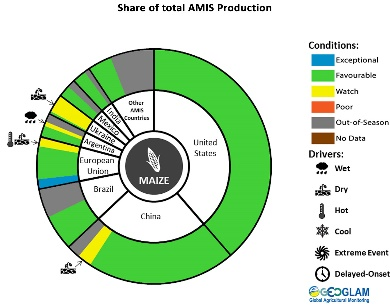 Share of total AMIS Production
Conditions:
Exceptional
Favourable
Watch
Poor
Out-of-Season
No Data
Drivers:
Wet
Dry
Hot
Cool
Extreme Event
Delayed-Onset
GEOGLAM
Global Agricultural Monitoring
Other
AMIS
Countries
India
Mexico
Ukraine
Argentina
European
Union
Brazil
China
United
States
MAIZE